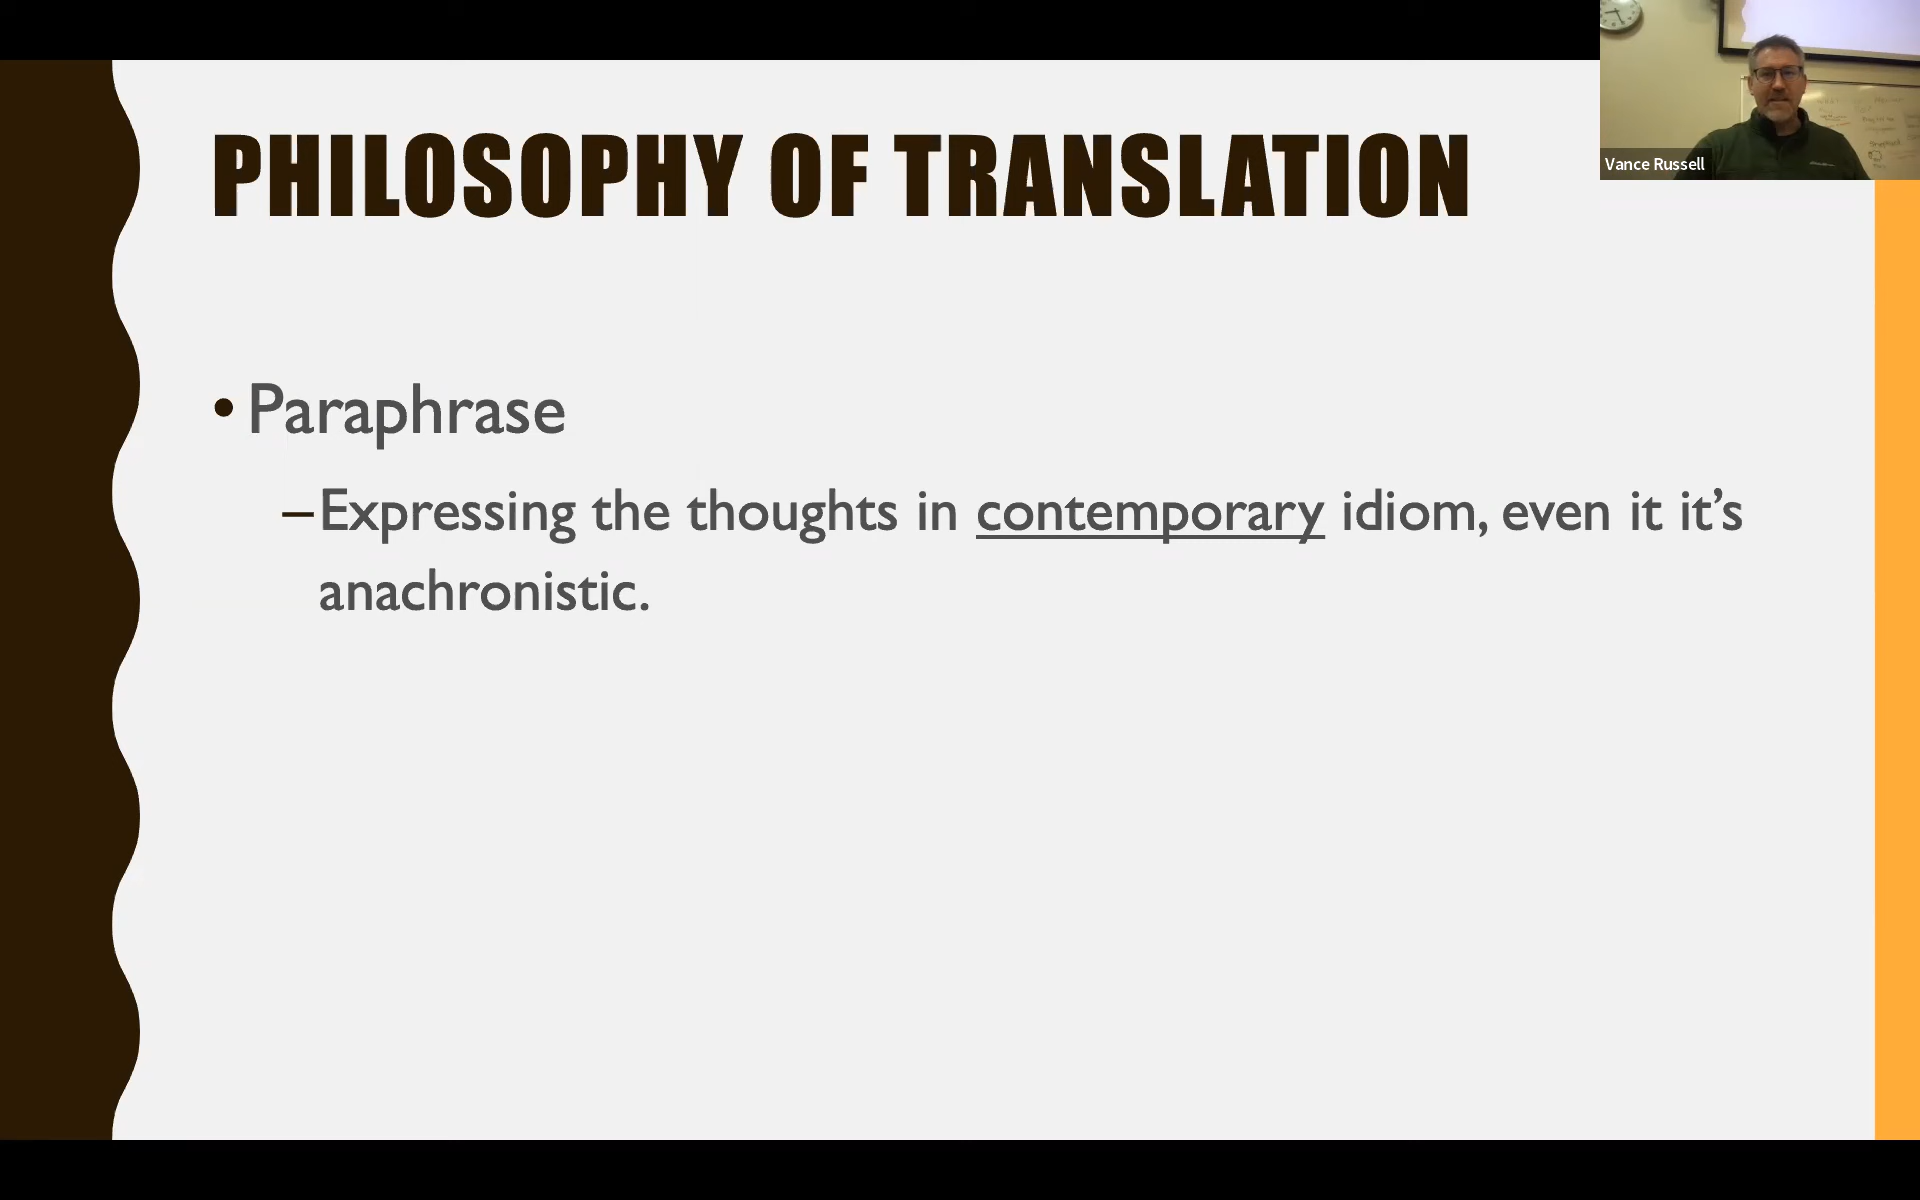 PHILOSOPHY OF TRANSLATION
Vance Russell
• Paraphrase
–Expressing the thoughts in contemporary idiom, even it it’s
anachronistic.